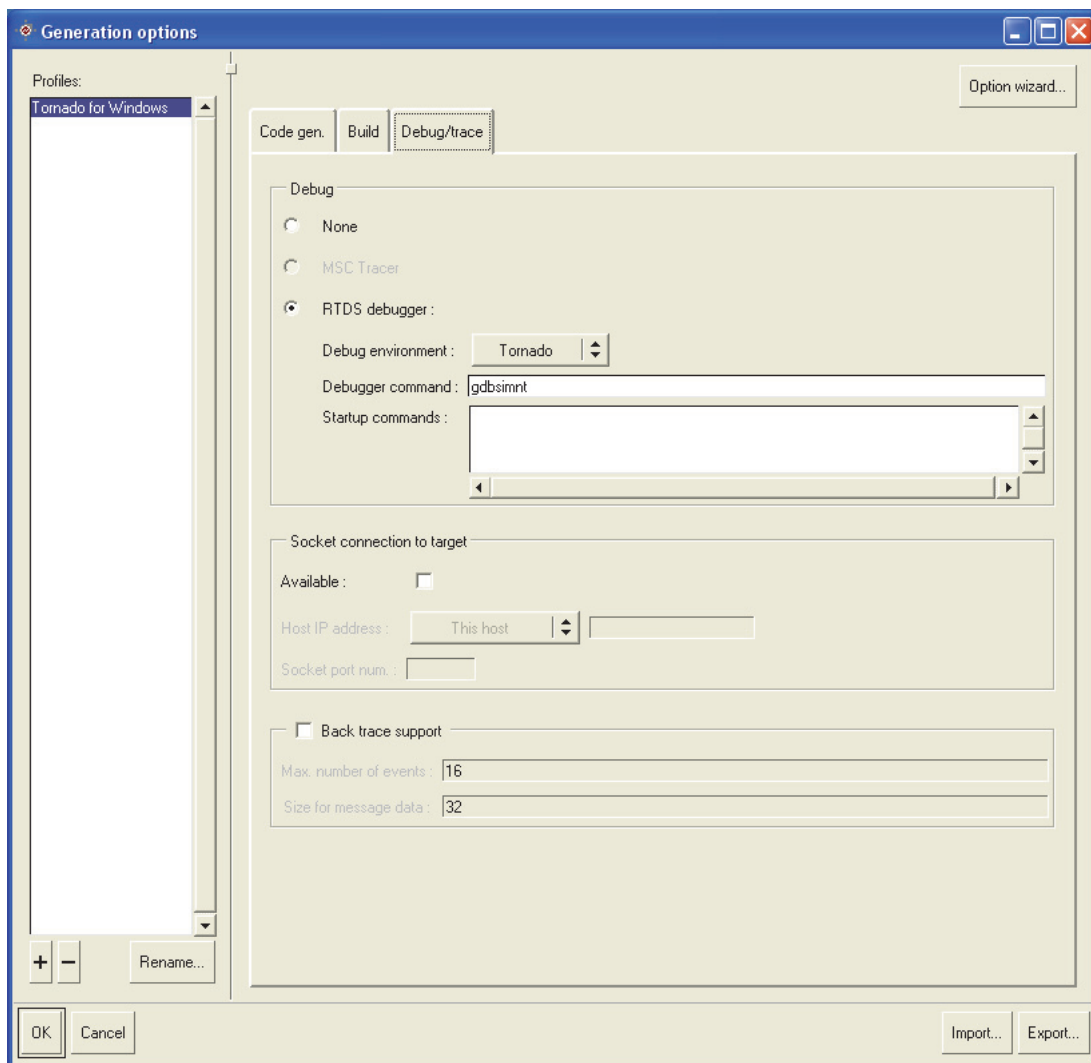 Generation options
Profiles:
Tornado for Windows
Option wizard...
Code gen.
Build
Debug/trace
Debug
None
MSC Tracer
RTDS debugger :
Debug environment :
Tornado
Debugger command :
gdbsimnt
Startup commands :
Socket connection to target
Available :
Host IP address :
This host
Socket port num. :
Back trace support
Max. number of events :
16
Size for message data :
32
+
−
Rename...
OK
Cancel
Import...
Export...